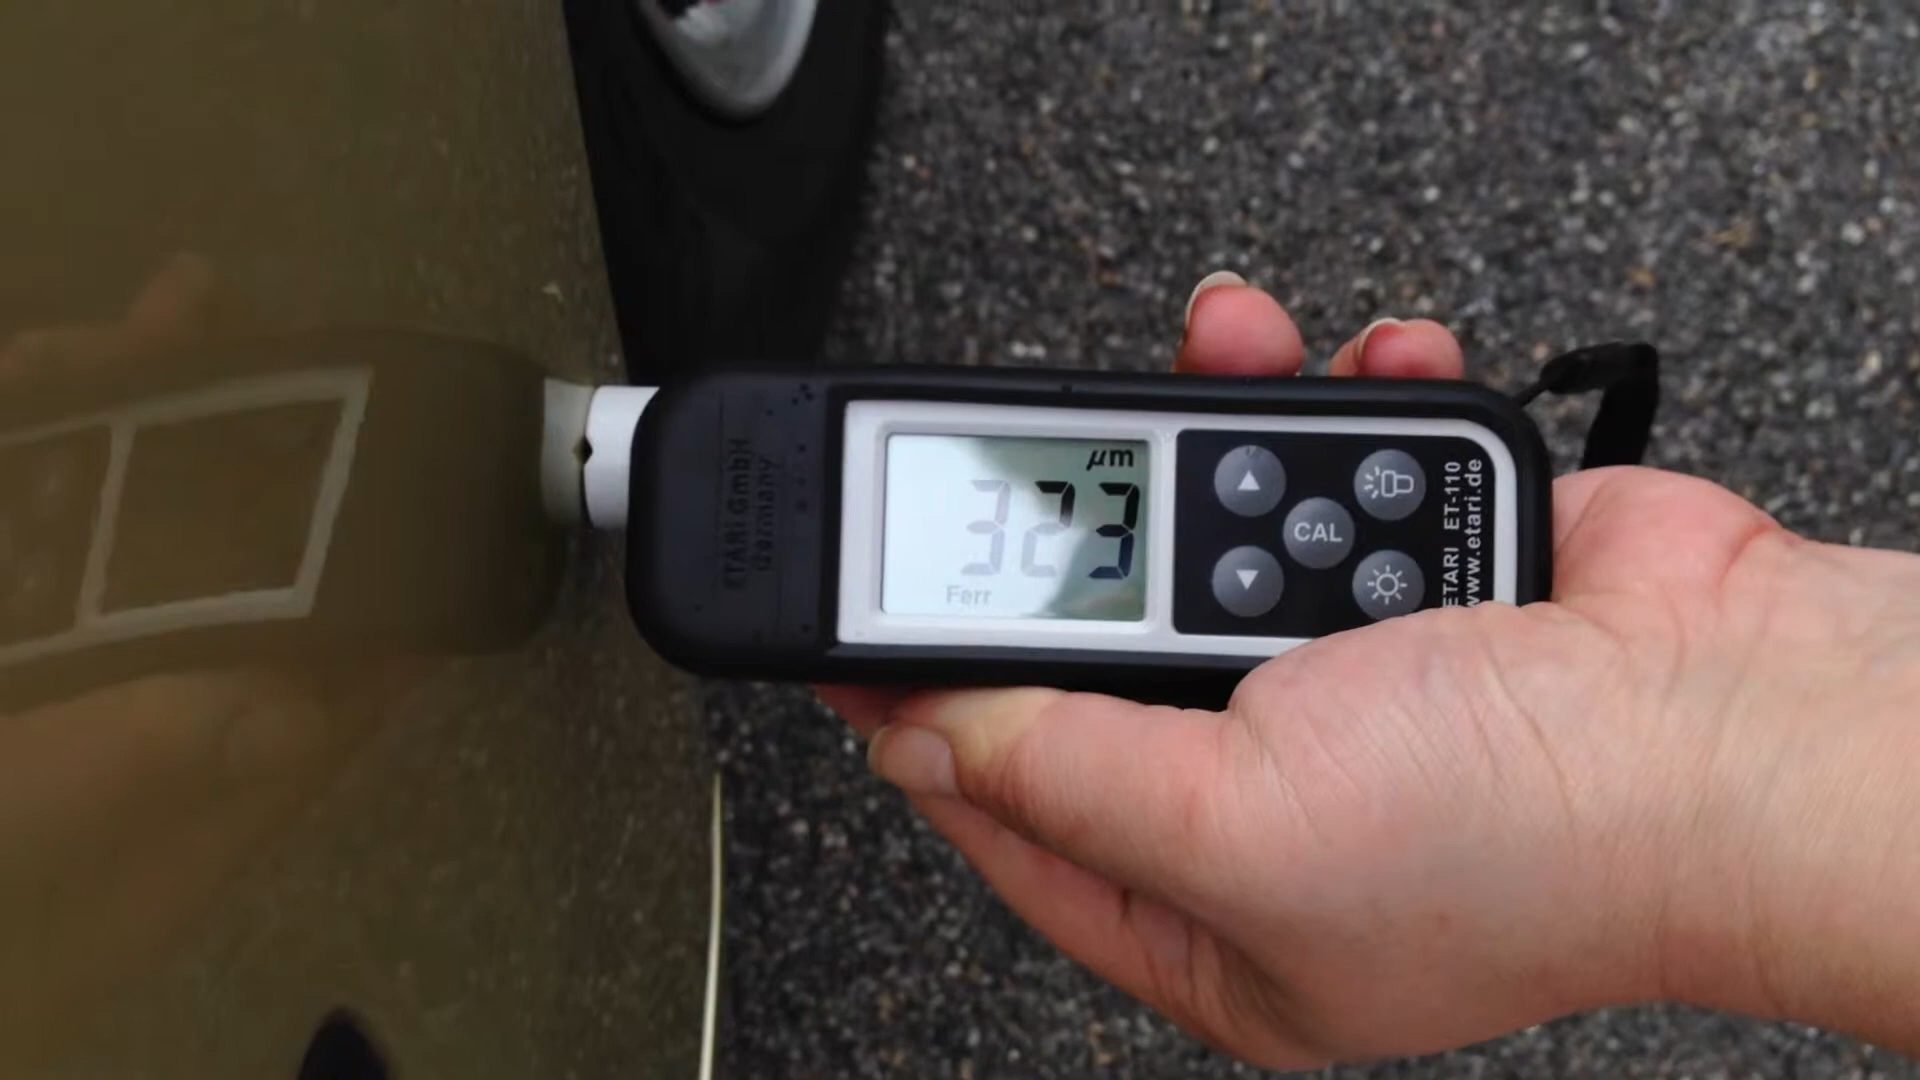 µm
323
Ferr
CAL
ETARI ET-110
www.etari.de
ETARI GmbH
Germany